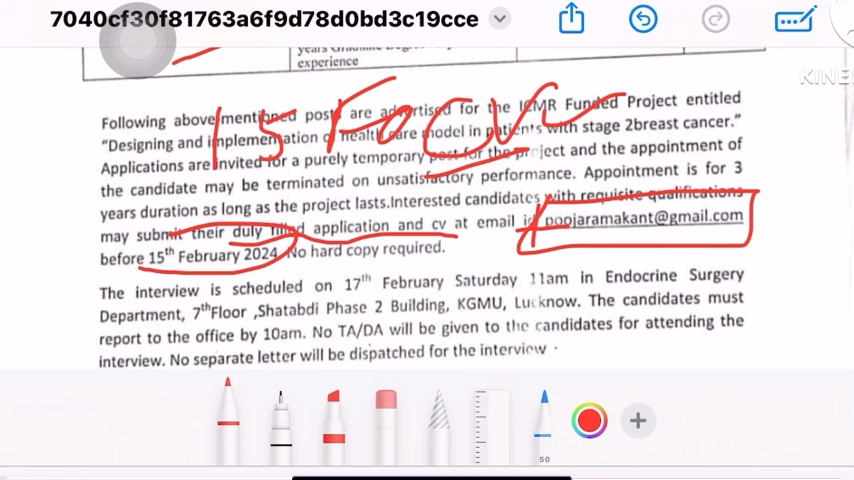 7040cf30f81763a6f9d78d0bd3c19cce
years Graduate Degree
experience
KINE
Following above mentioned posts are advertised for the ICMR Funded Project entitled
“Designing and implementation of health care model in patients with stage 2breast cancer.”
Applications are invited for a purely temporary post for the project and the appointment of
the candidate may be terminated on unsatisfactory performance. Appointment is for 3
years duration as long as the project lasts.Interested candidates with requisite qualifications
may submit their duly filled application and cv at email id poojaramakant@gmail.com
before 15th February 2024. No hard copy required.
15 Fe CV
The interview is scheduled on 17th February Saturday 11am in Endocrine Surgery
Department, 7thFloor ,Shatabdi Phase 2 Building, KGMU, Lucknow. The candidates must
report to the office by 10am. No TA/DA will be given to the candidates for attending the
interview. No separate letter will be dispatched for the interview
50